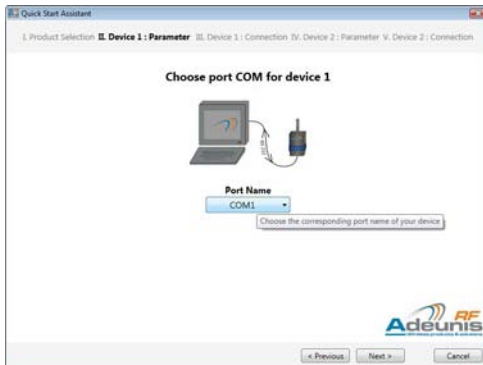 Quick Start Assistant
I. Product Selection II. Device 1 : Parameter III. Device 1 : Connection IV. Device 2 : Parameter V. Device 2 : Connection
Choose port COM for device 1
Port Name
COM1
Choose the corresponding port name of your device
Adeunis RF
< Previous
Next >
Cancel